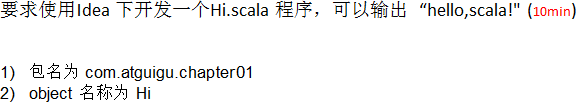 要求使用Idea 下开发一个Hi.scala 程序，可以输出 “hello,scala!" (10min)
1) 包名为 com.atguigu.chapter01
2) object 名称为 Hi